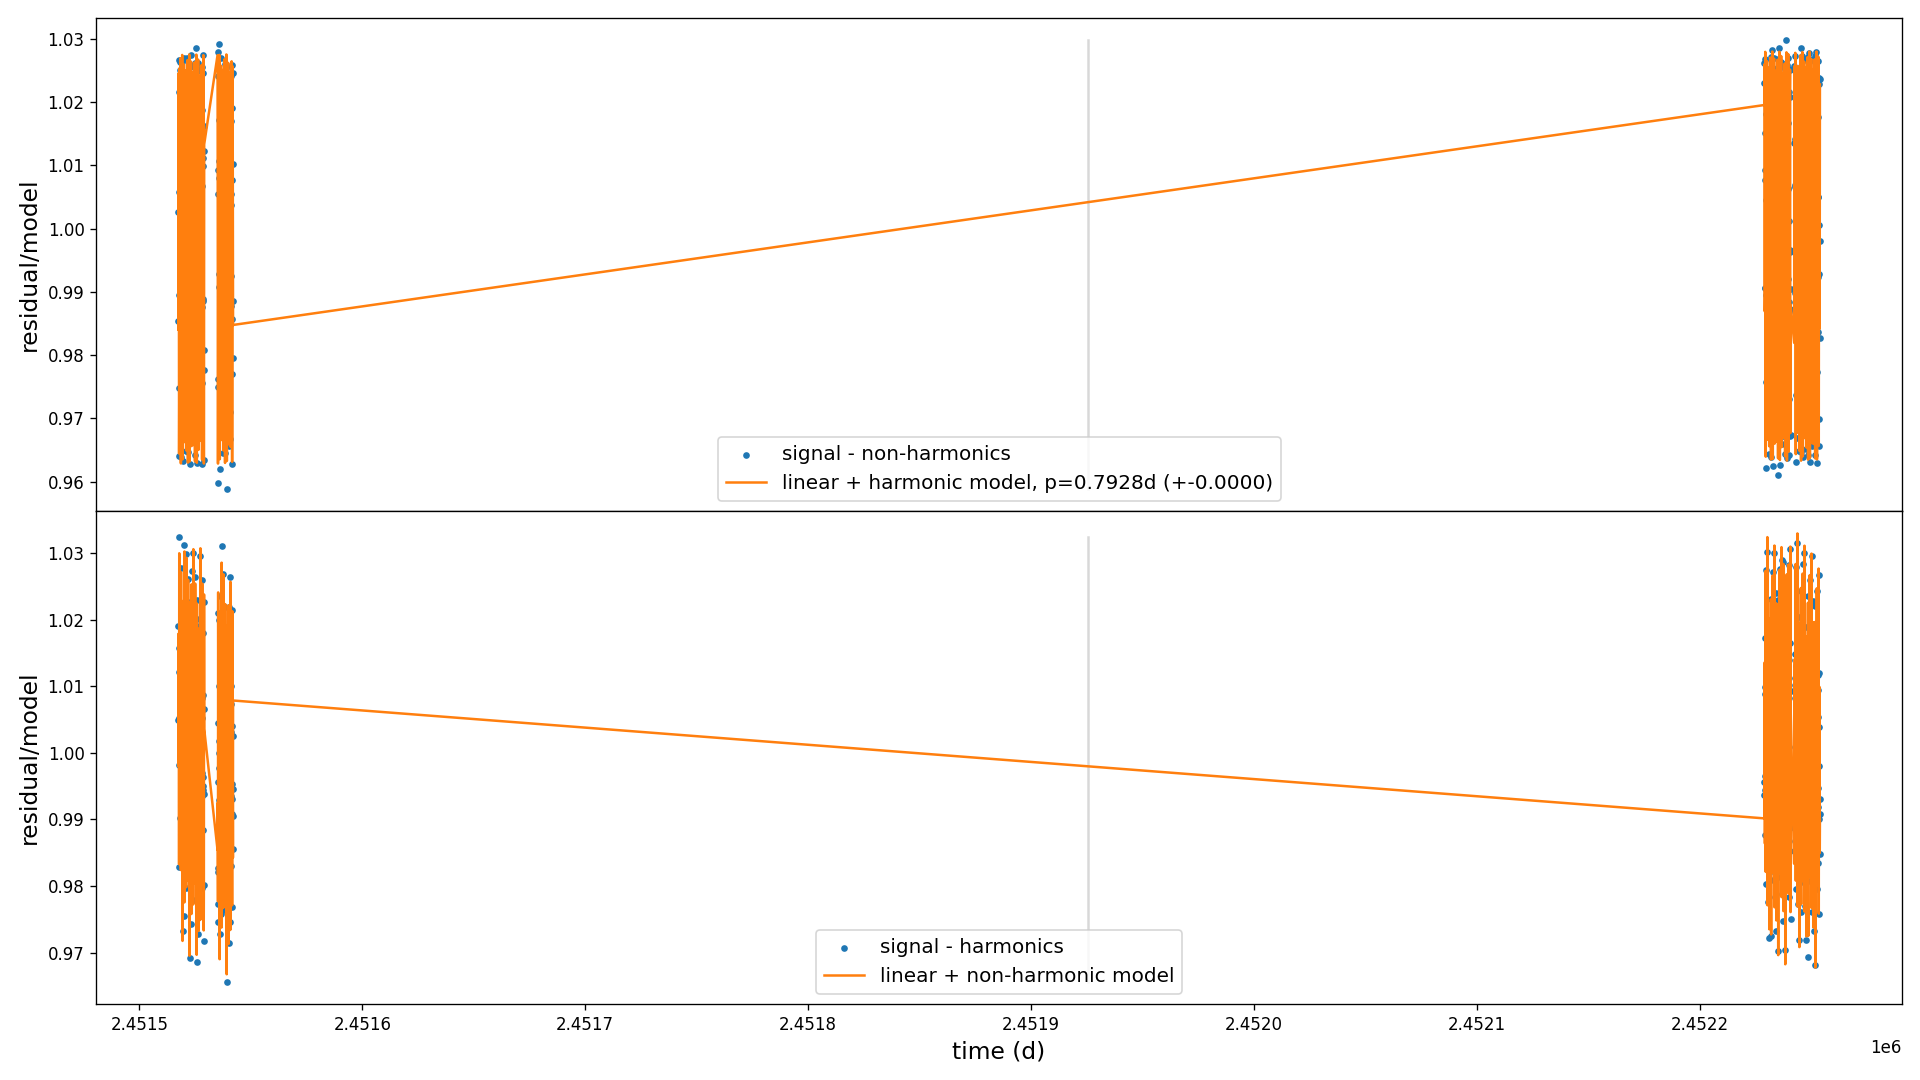 1.03
1.02
1.01
1.00
0.99
0.98
0.97
0.96
residual/model
signal - non-harmonics
linear + harmonic model, p=0.7928d (+-0.0000)
1.03
1.02
1.01
1.00
0.99
0.98
0.97
residual/model
signal - harmonics
linear + non-harmonic model
2.4515 2.4516 2.4517 2.4518 2.4519 2.4520 2.4521 2.4522
time (d)
1e6